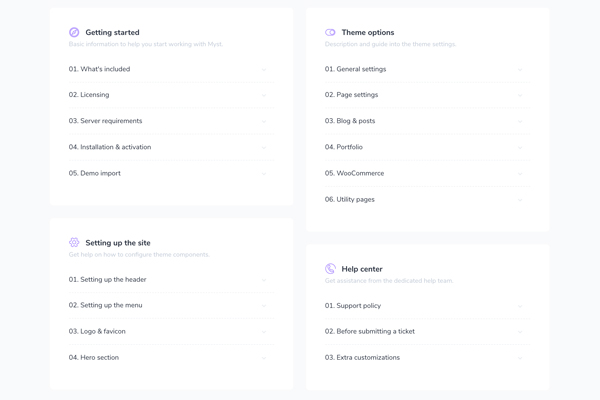 Getting started
Basic information to help you start working with Myst.
01. What's included
02. Licensing
03. Server requirements
04. Installation & activation
05. Demo import
Setting up the site
Get help on how to configure theme components.
01. Setting up the header
02. Setting up the menu
03. Logo & favicon
04. Hero section
Theme options
Description and guide into the theme settings.
01. General settings
02. Page settings
03. Blog & posts
04. Portfolio
05. WooCommerce
06. Utility pages
Help center
Get assistance from the dedicated help team.
01. Support policy
02. Before submitting a ticket
03. Extra customizations